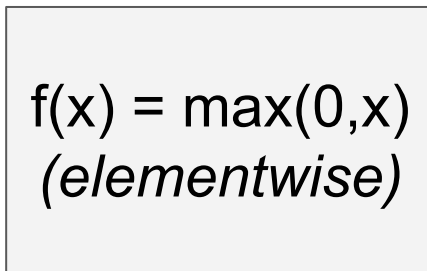 f(x) = max(0,x)
(elementwise)